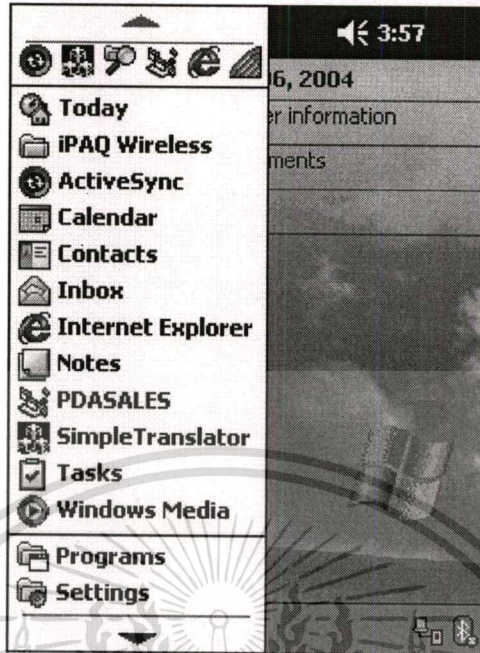 3:57
6, 2004
er information
ments
Today
iPAQ Wireless
ActiveSync
Calendar
Contacts
Inbox
Internet Explorer
Notes
PDASALES
SimpleTranslator
Tasks
Windows Media
Programs
Settings